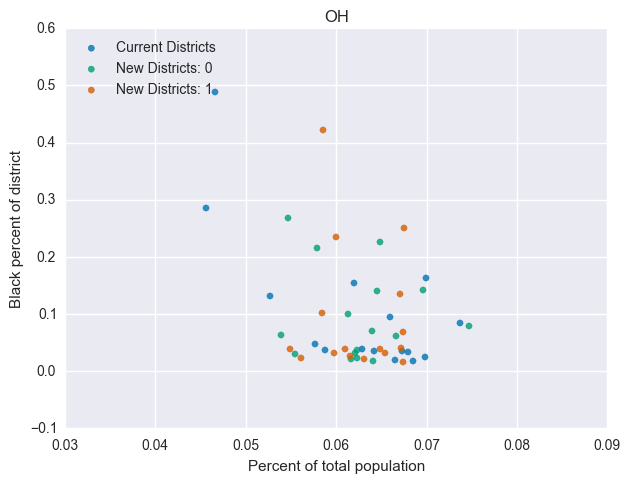 OH
Current Districts
New Districts: 0
New Districts: 1
Black percent of district
0.6
0.5
0.4
0.3
0.2
0.1
0.0
−0.1
0.03 0.04 0.05 0.06 0.07 0.08 0.09
Percent of total population